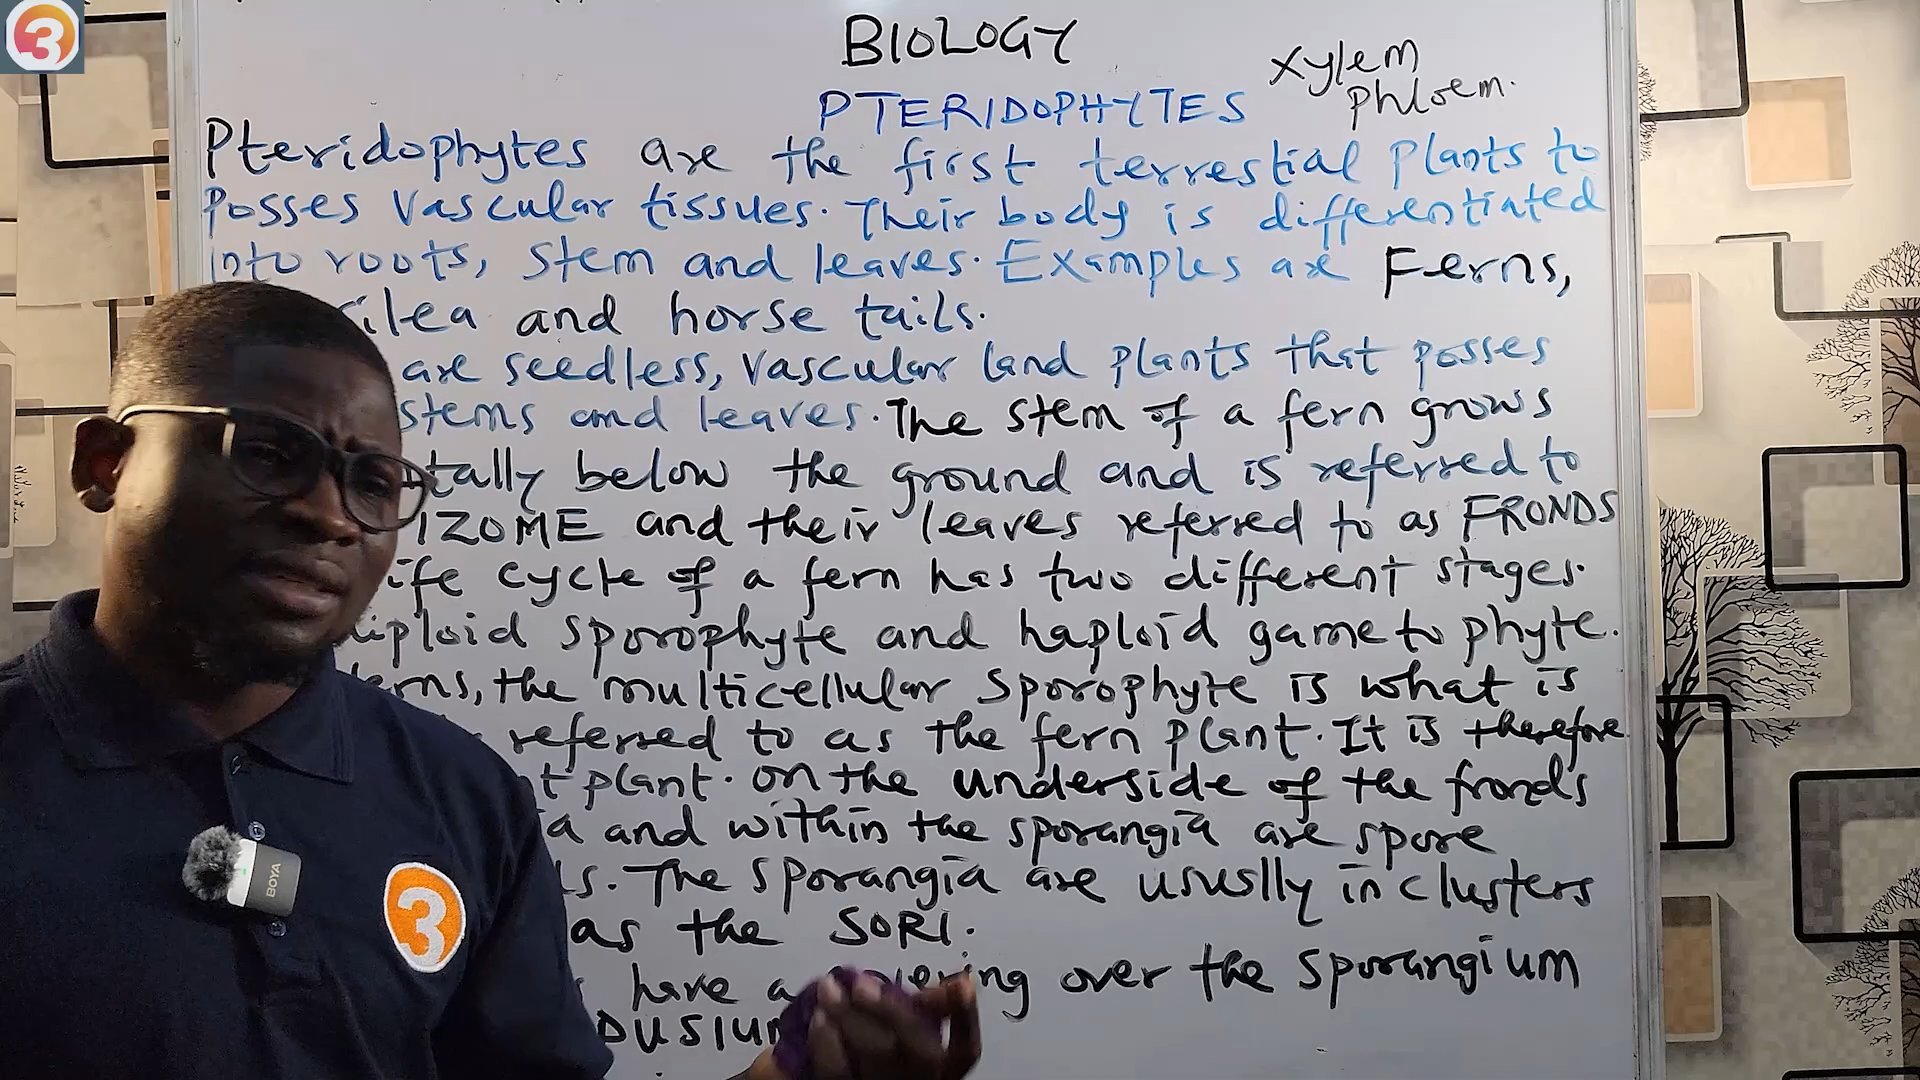 3
BIOLOGY
Xylem
Phloem.
PTERIDOPHYTES
Pteridophytes are the first terrestial plants to
posses vascular tissues. Their body is differentiated
into roots, stem and leaves. Examples are Ferns,
ilea and horse tails.
are seedless, vascular land plants that posses
stems and leaves. The stem of a fern grows
tally below the ground and is referred to
IZOME and their leaves referred to as FRONDS
ife cycle of a fern has two different stages.
iploid sporophyte and haploid gametophyte.
erns, the multicellular sporophyte is what is
referred to as the fern plant. It is therefore
t plant. On the underside of the fronds
a and within the sporangia are spore
ls. The sporangia are ususlly in clusters
as the SORI.
have a covering over the sporangium
DUSIUM
BOYA
3